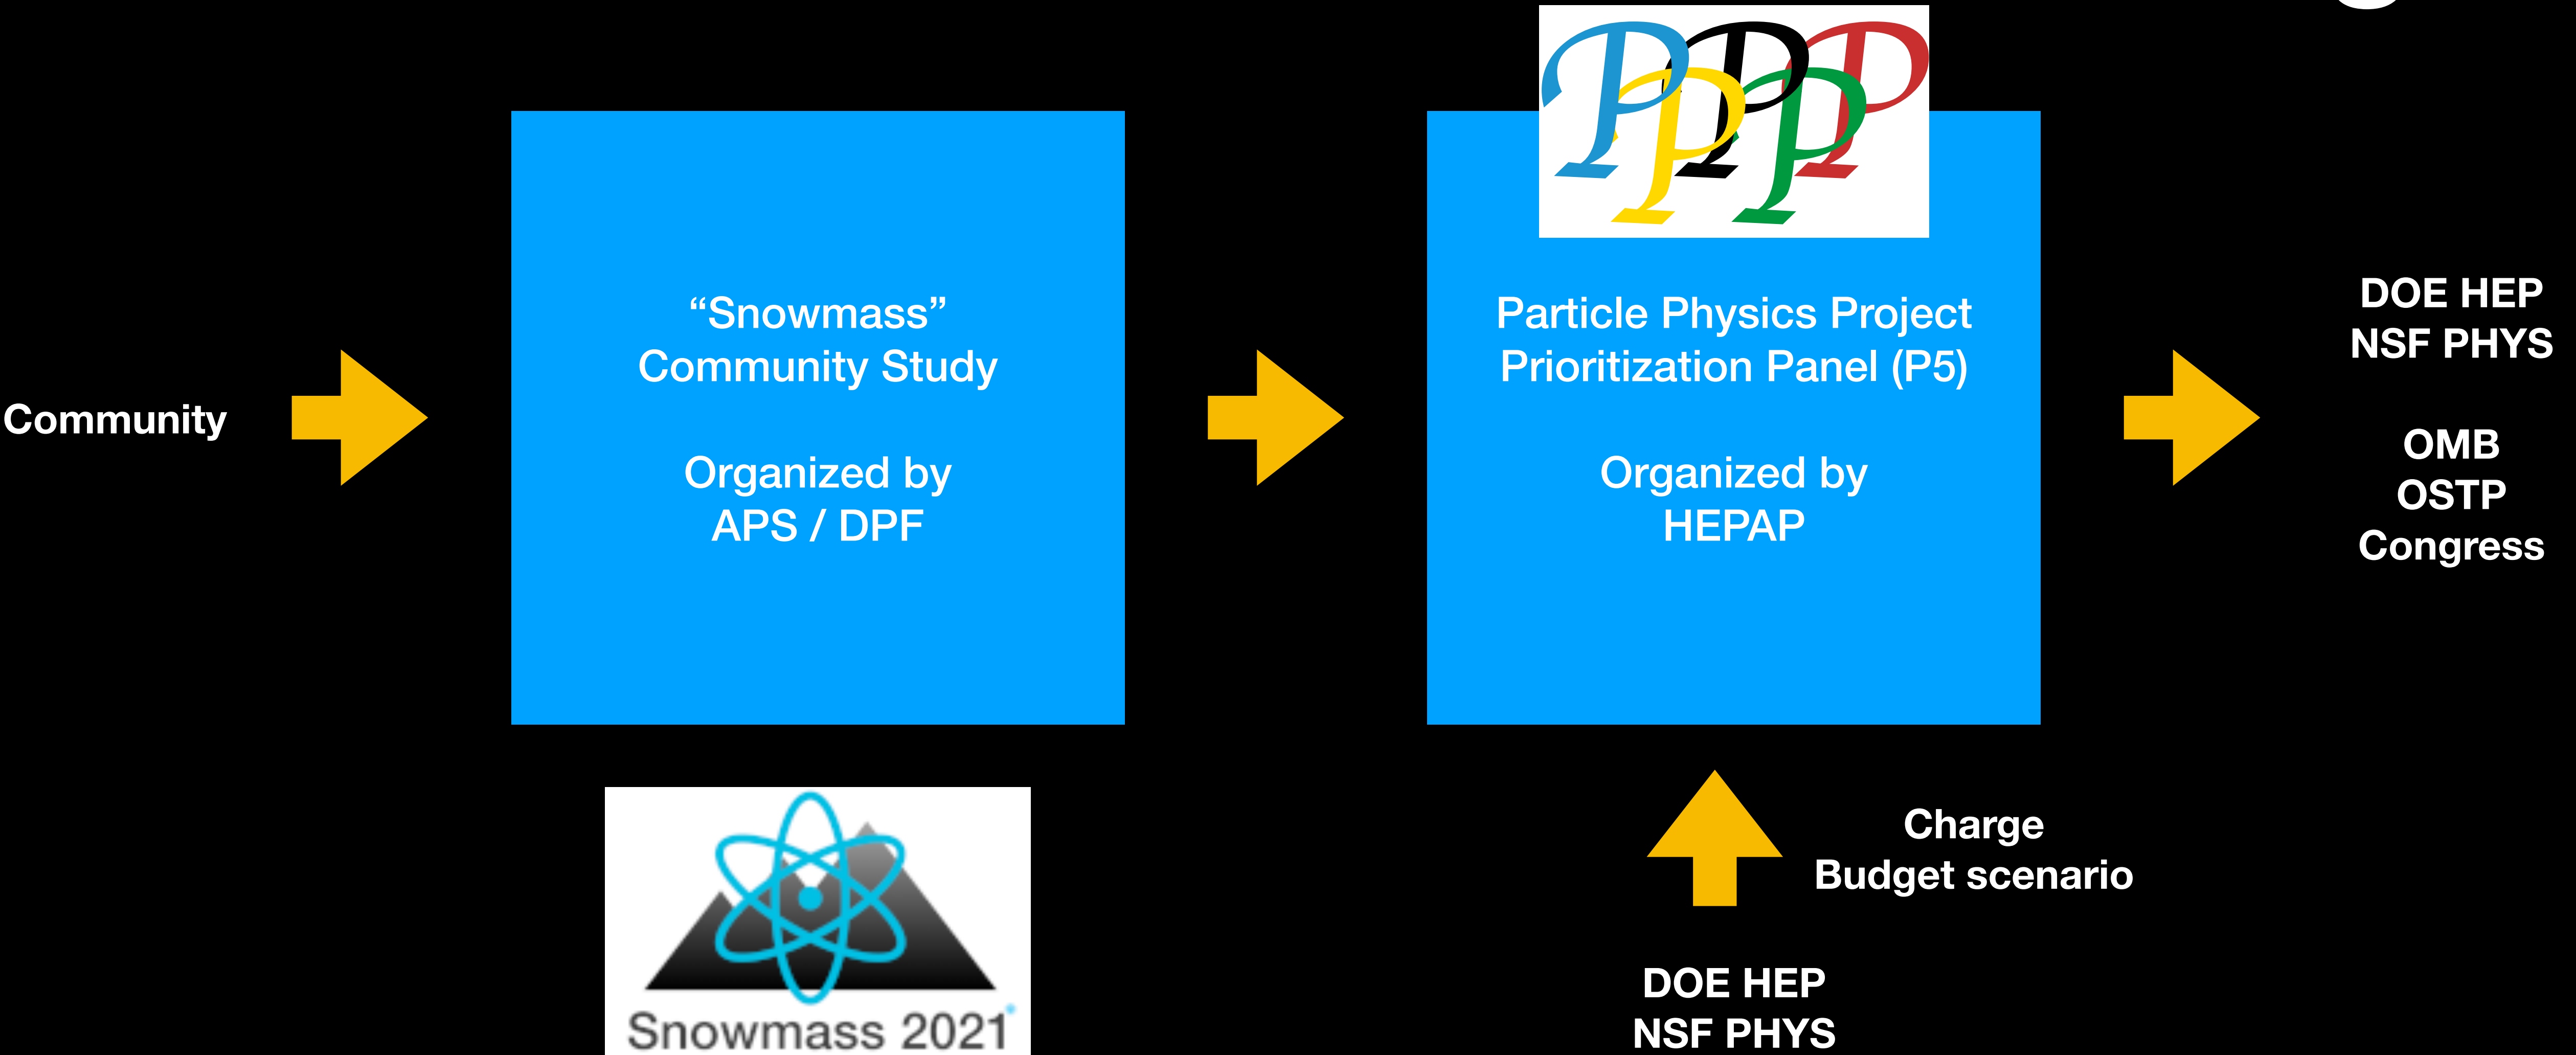 Community
“Snowmass”
Community Study
Organized by
APS / DPF
Snowmass 2021
PPPPP
Particle Physics Project
Prioritization Panel (P5)
Organized by
HEPAP
Charge
Budget scenario
DOE HEP
NSF PHYS
DOE HEP
NSF PHYS
OMB
OSTP
Congress